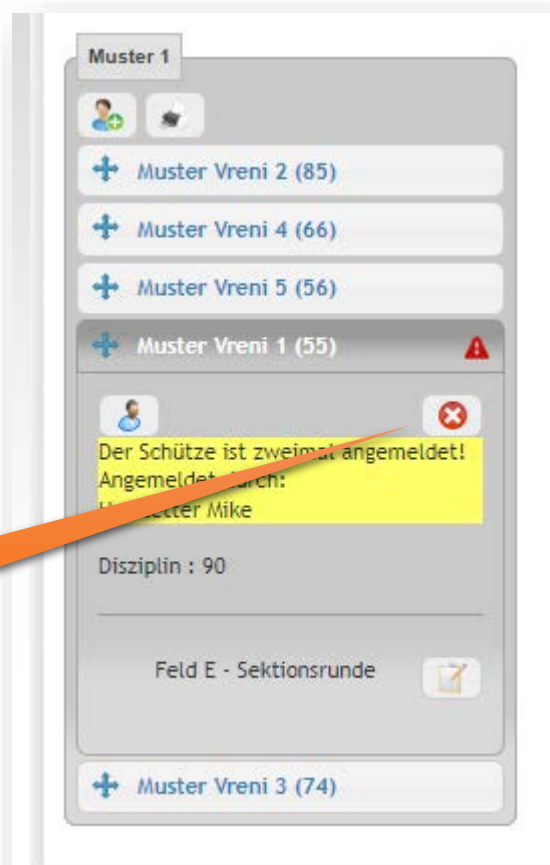 Muster 1
Muster Vreni 2 (85)
Muster Vreni 4 (66)
Muster Vreni 5 (56)
Muster Vreni 1 (55)
Der Schütze ist zweimal angemeldet!
Angemeldet durch:
Mike
Disziplin : 90
Feld E - Sektionsrunde
Muster Vreni 3 (74)